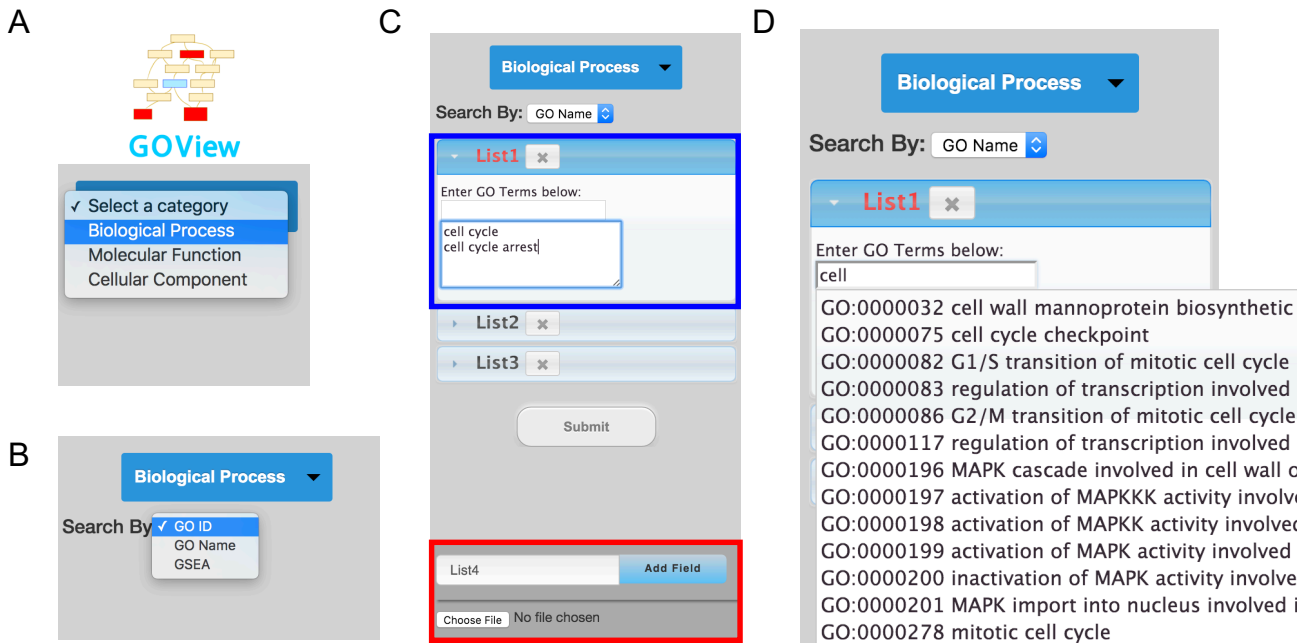 A
GOView
✓ Select a category
Biological Process
Molecular Function
Cellular Component
B
Biological Process
Search By
✓ GO ID
GO Name
GSEA
C
Biological Process
Search By: GO Name
List1
Enter GO Terms below:
cell cycle
cell cycle arrest
List2
List3
Submit
List4 Add Field
Choose File No file chosen
D
Biological Process
Search By: GO Name
List1
Enter GO Terms below:
cell
GO:0000032 cell wall mannoprotein biosynthetic
GO:0000075 cell cycle checkpoint
GO:0000082 G1/S transition of mitotic cell cycle
GO:0000083 regulation of transcription involved
GO:0000086 G2/M transition of mitotic cell cycle
GO:0000117 regulation of transcription involved
GO:0000196 MAPK cascade involved in cell wall
GO:0000197 activation of MAPKKK activity
GO:0000198 activation of MAPKK activity
GO:0000199 activation of MAPK activity involved
GO:0000200 inactivation of MAPK activity
GO:0000201 MAPK import into nucleus involved
GO:0000278 mitotic cell cycle